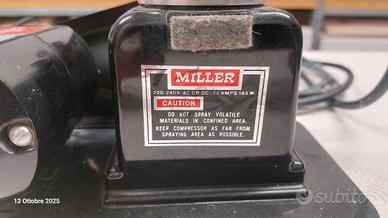 MILLER
220-240V. AC OR DC-.75 AMPS. 165 W.
CAUTION
DO NOT SPRAY VOLATILE
MATERIALS IN CONFINED AREA.
KEEP COMPRESSOR AS FAR FROM
SPRAYING AREA AS POSSIBLE.
12 Ottobre 2025
subito